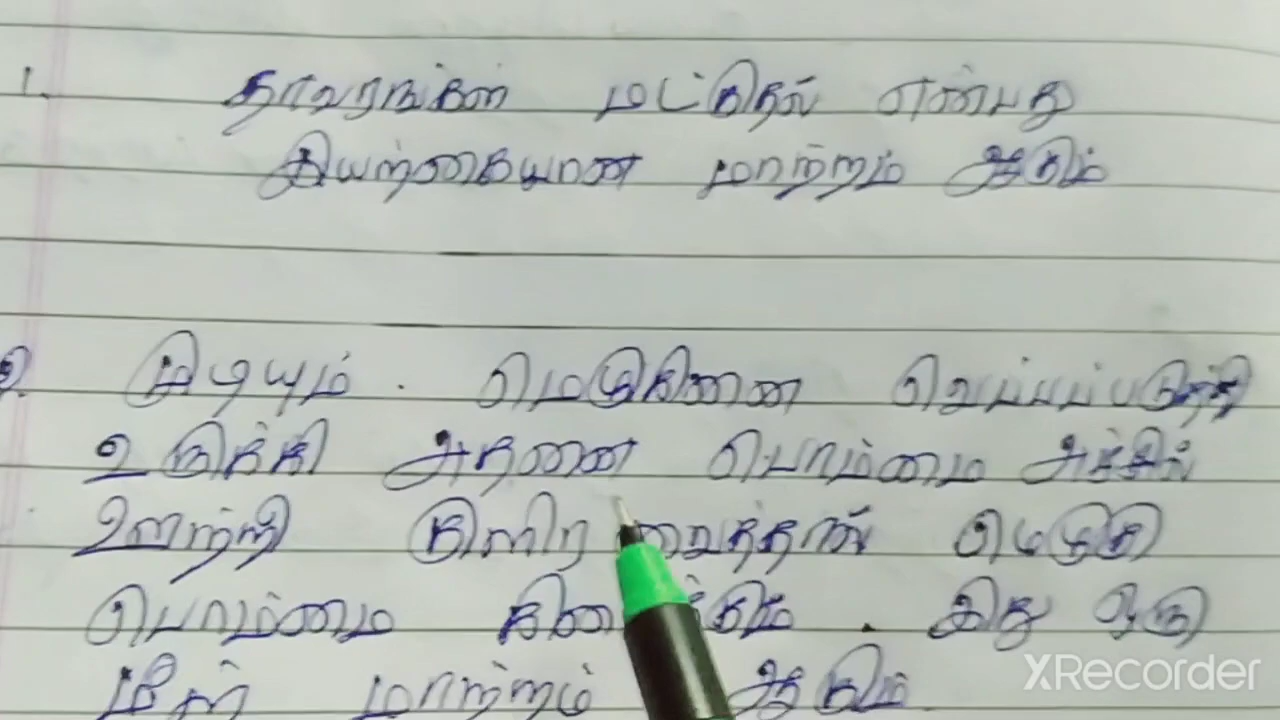 1. தாவரங்கள் மட்குதல் என்பது
இயற்கையான மாற்றம் ஆகும்
2. முடியும். மெழுகினை வெப்பப்படுத்தி
உருக்கி அதனை பொம்மை அச்சில்
ஊற்றி குளிர வைத்தால் மெழுகு
பொம்மை கிடைக்கும். இது ஒரு
மீள் மாற்றம் ஆகும்.
XRecorder